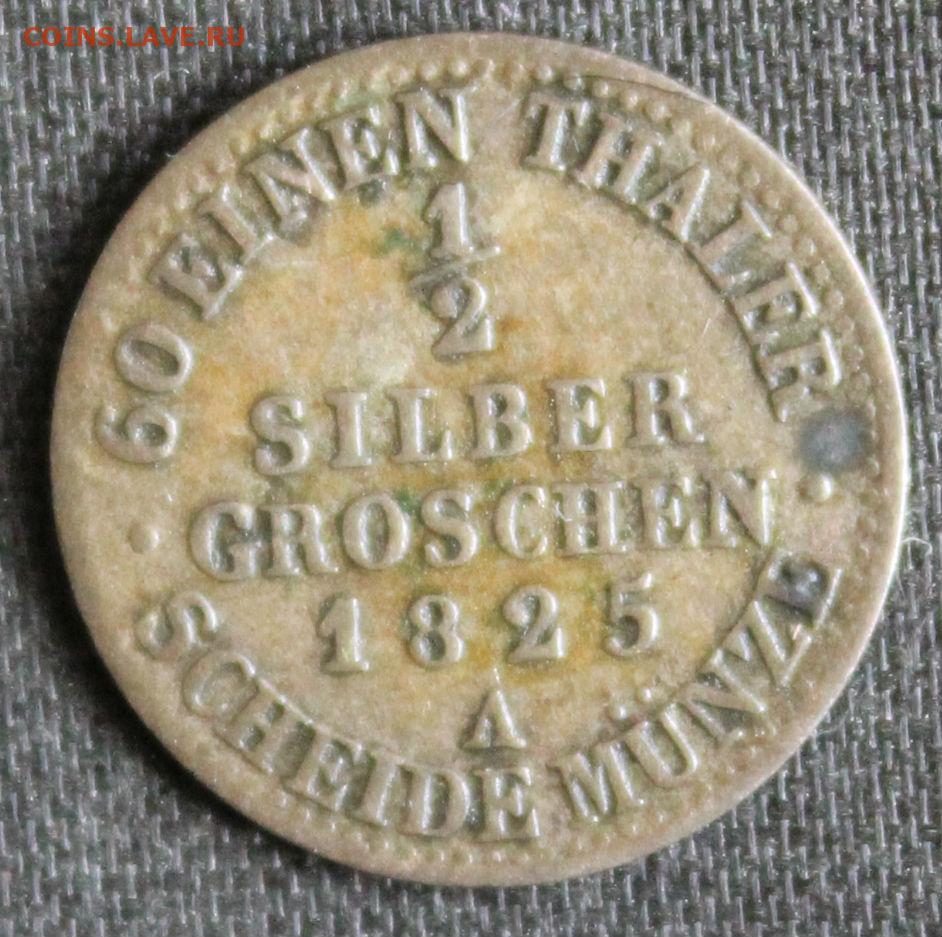 COINS.LAVE.RU
60 EINEN THALER
1/2
SILBER
GROSCHEN
1825
A
SCHEIDE MÜNZE